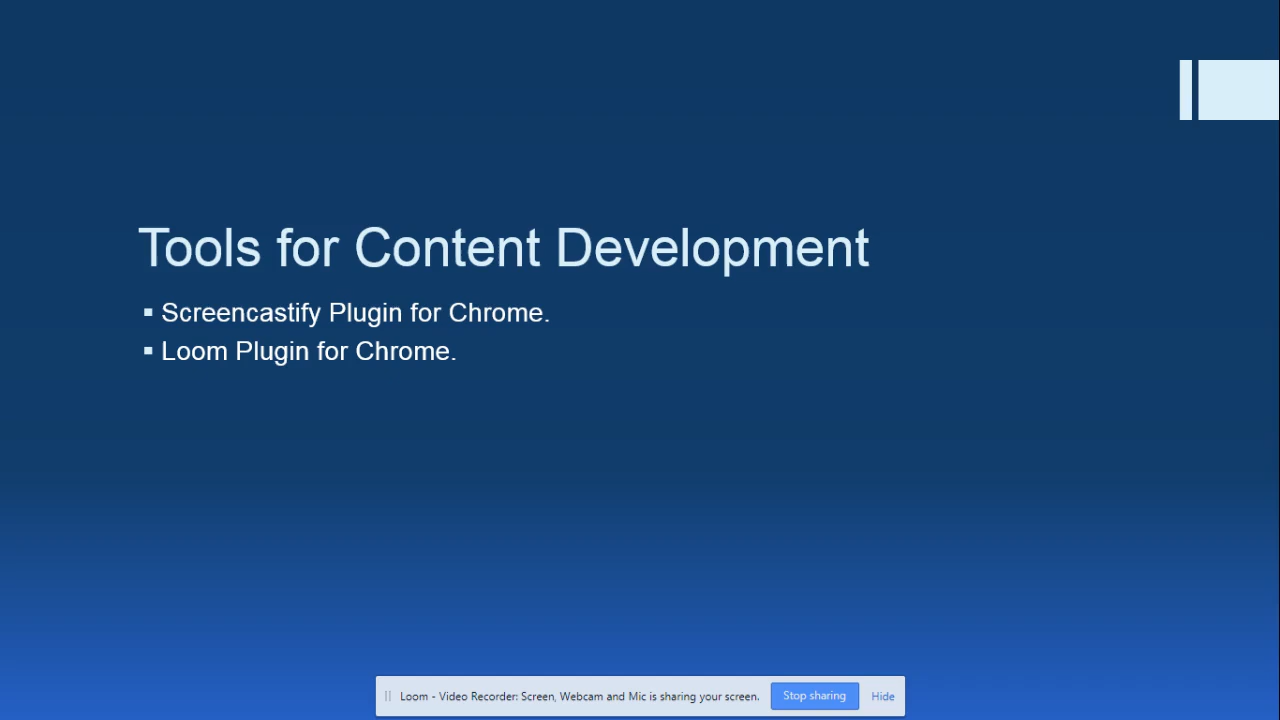 Tools for Content Development
▪ Screencastify Plugin for Chrome.
▪ Loom Plugin for Chrome.
Loom - Video Recorder: Screen, Webcam and Mic is sharing your screen. Stop sharing Hide